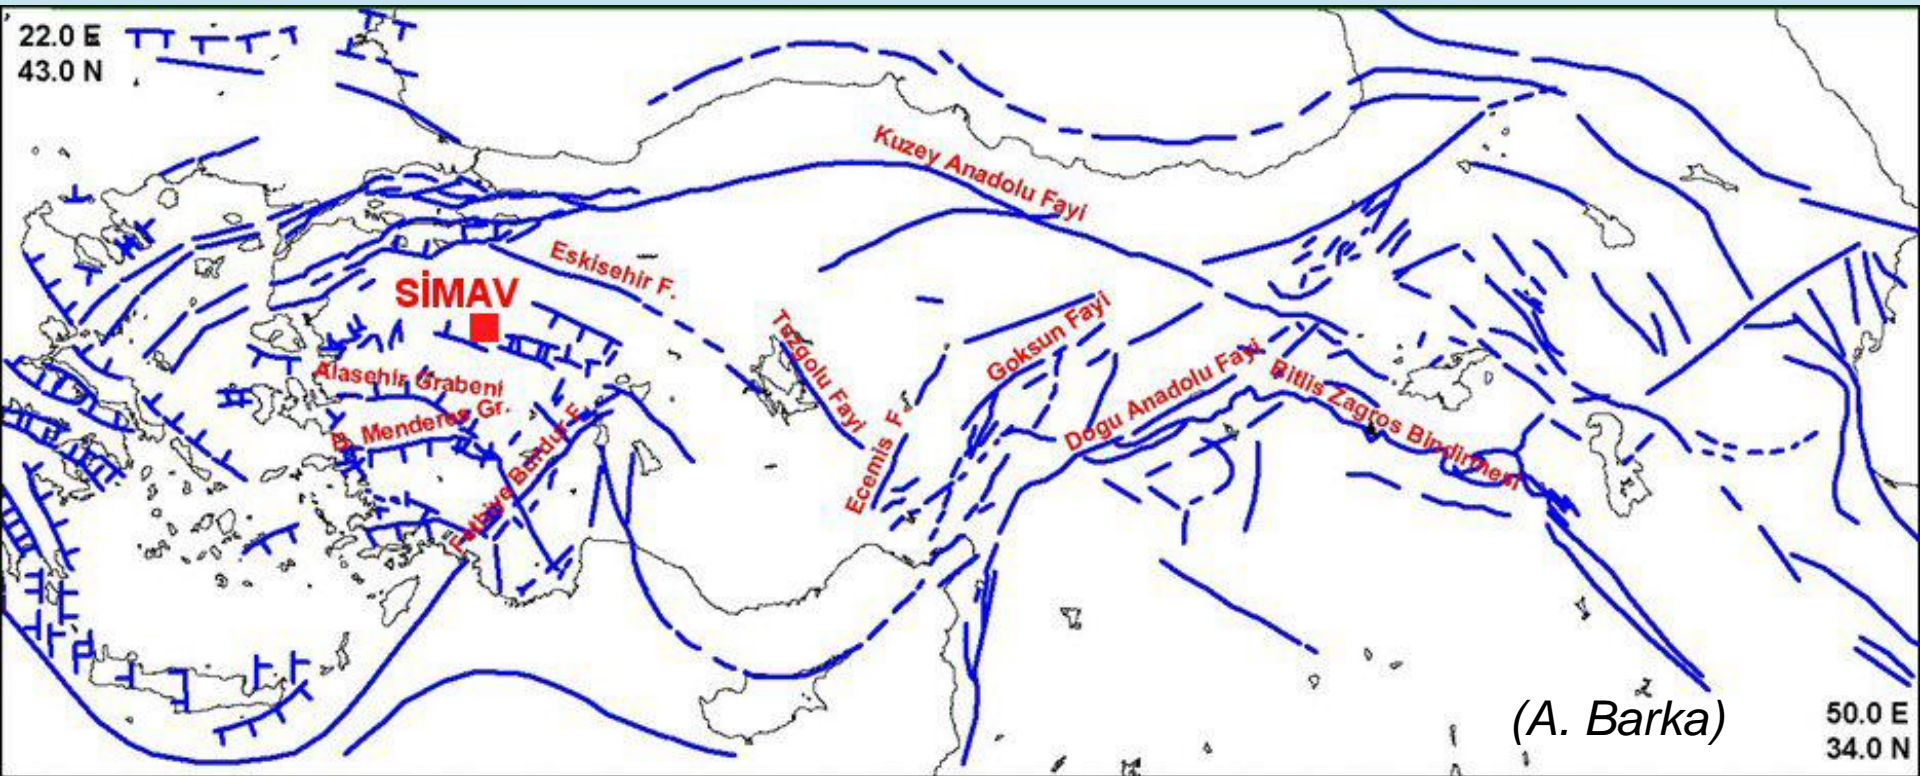 22.0 E
43.0 N
Kuzey Anadolu Fayi
Eskisehir F.
SİMAV
Tuzgolu Fayi
Goksun Fayi
Alasehir Grabeni
B. Menderes Gr.
Fethiye Burdur F.
Ecemis F.
Dogu Anadolu Fayi
Bitlis Zagros Bindirmesi
(A. Barka)
50.0 E
34.0 N